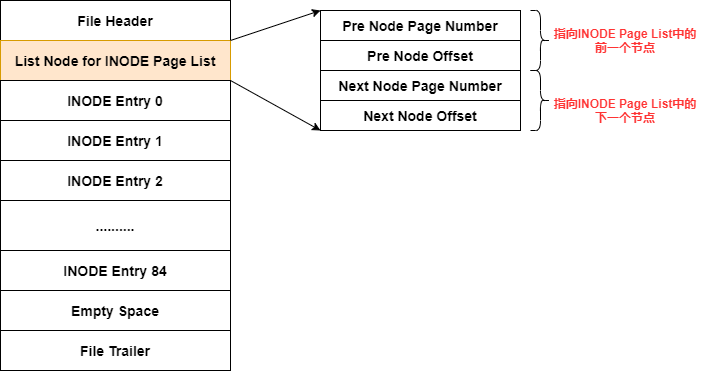 File Header
List Node for INODE Page List
INODE Entry 0
INODE Entry 1
INODE Entry 2
..........
INODE Entry 84
Empty Space
File Trailer
Pre Node Page Number
Pre Node Offset
Next Node Page Number
Next Node Offset
指向INODE Page List中的
前一个节点
指向INODE Page List中的
下一个节点